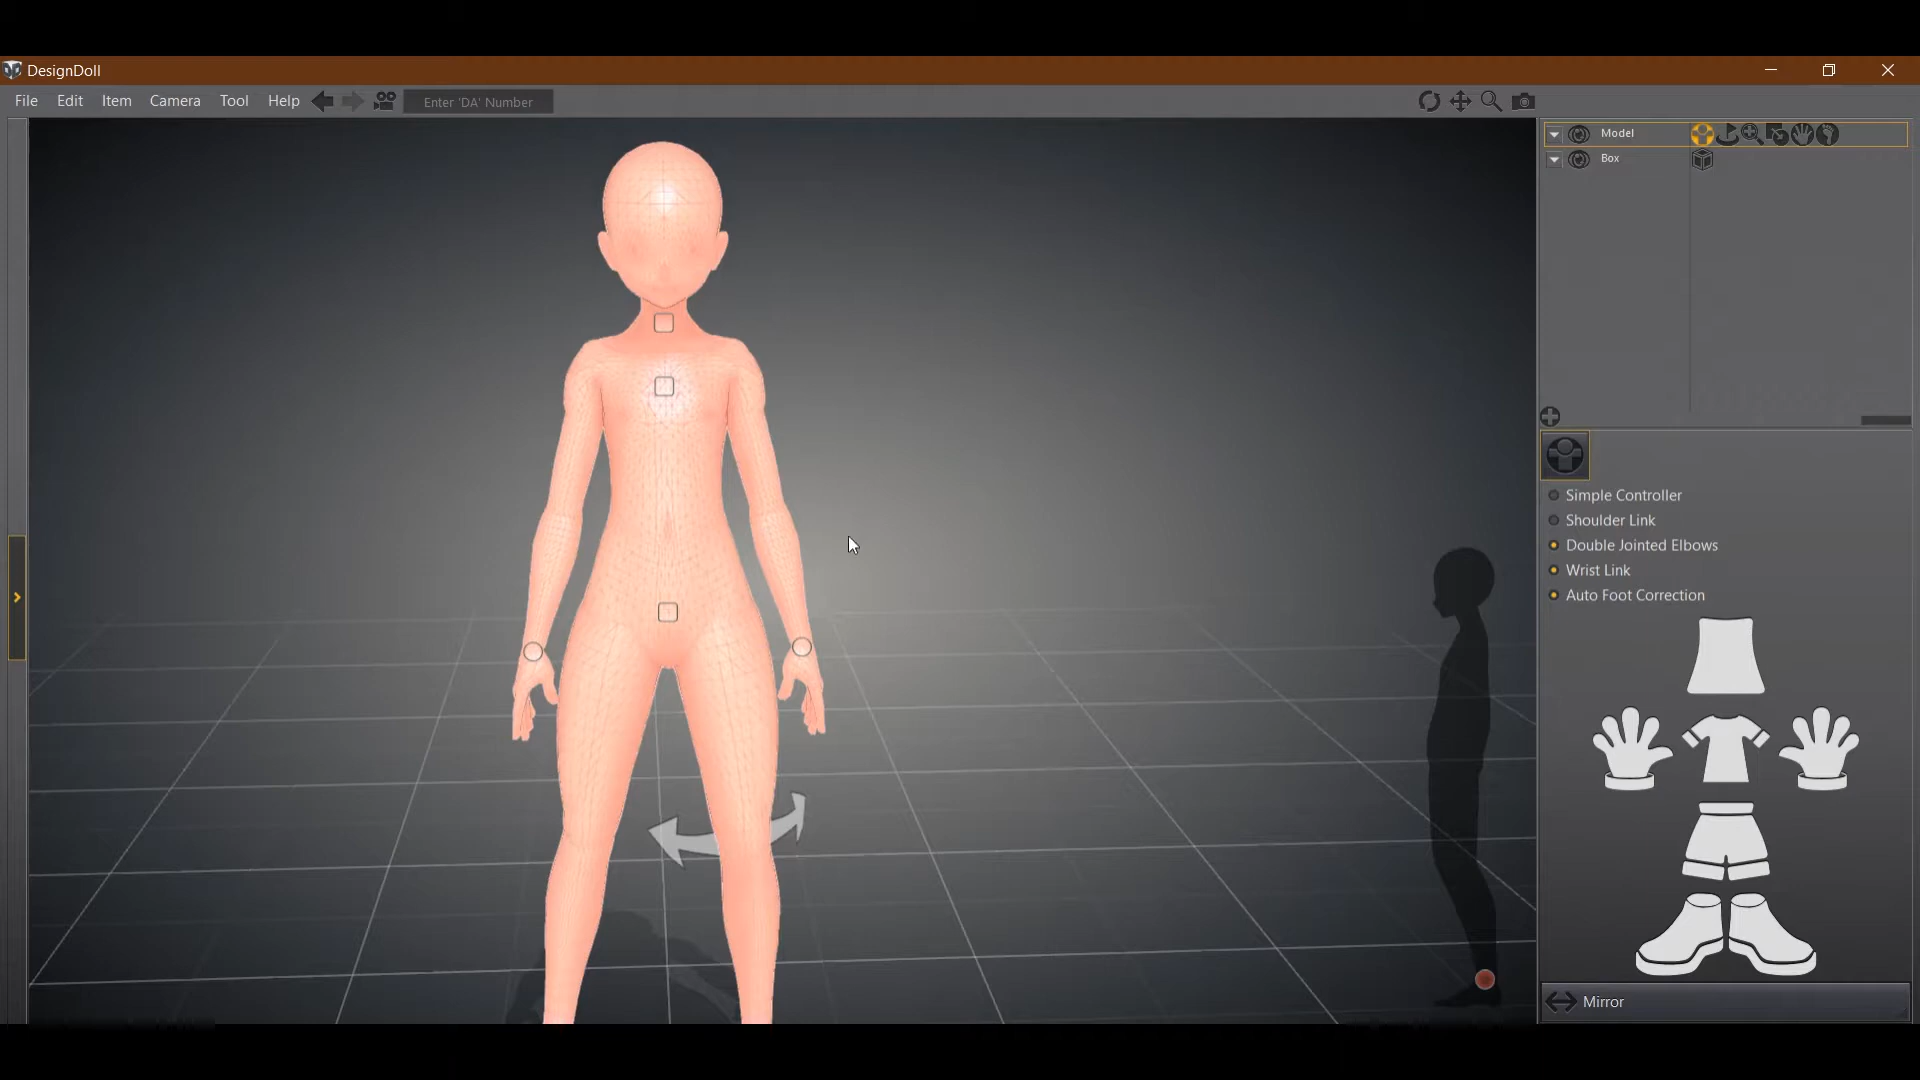 DesignDoll
File Edit Item Camera Tool Help Enter 'DA' Number
Model
Box
Simple Controller
Shoulder Link
Double Jointed Elbows
Wrist Link
Auto Foot Correction
Mirror